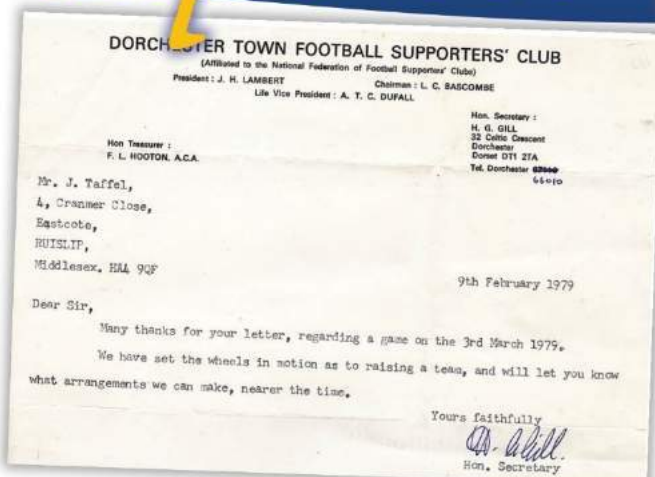 DORCHESTER TOWN FOOTBALL SUPPORTERS' CLUB
(Affiliated to the National Federation of Football Supporters' Clubs)
President : J. H. LAMBERT Chairman : L. C. BASCOMBE
Life Vice President : A. T. C. DUFALL
Hon. Secretary :
H. G. GILL
32 Celtic Crescent
Dorchester
Dorset DT1 2TA
Tel. Dorchester
66010
Hon Treasurer :
F. L. HOOTON, A.C.A.
Mr. J. Taffel,
4, Cranmer Close,
Eastcote,
RUISLIP,
Middlesex. HA4 9QF
9th February 1979
Dear Sir,
Many thanks for your letter, regarding a game on the 3rd March 1979.
We have set the wheels in motion as to raising a team, and will let you know
what arrangements we can make, nearer the time.
Yours faithfully
Hon. Secretary